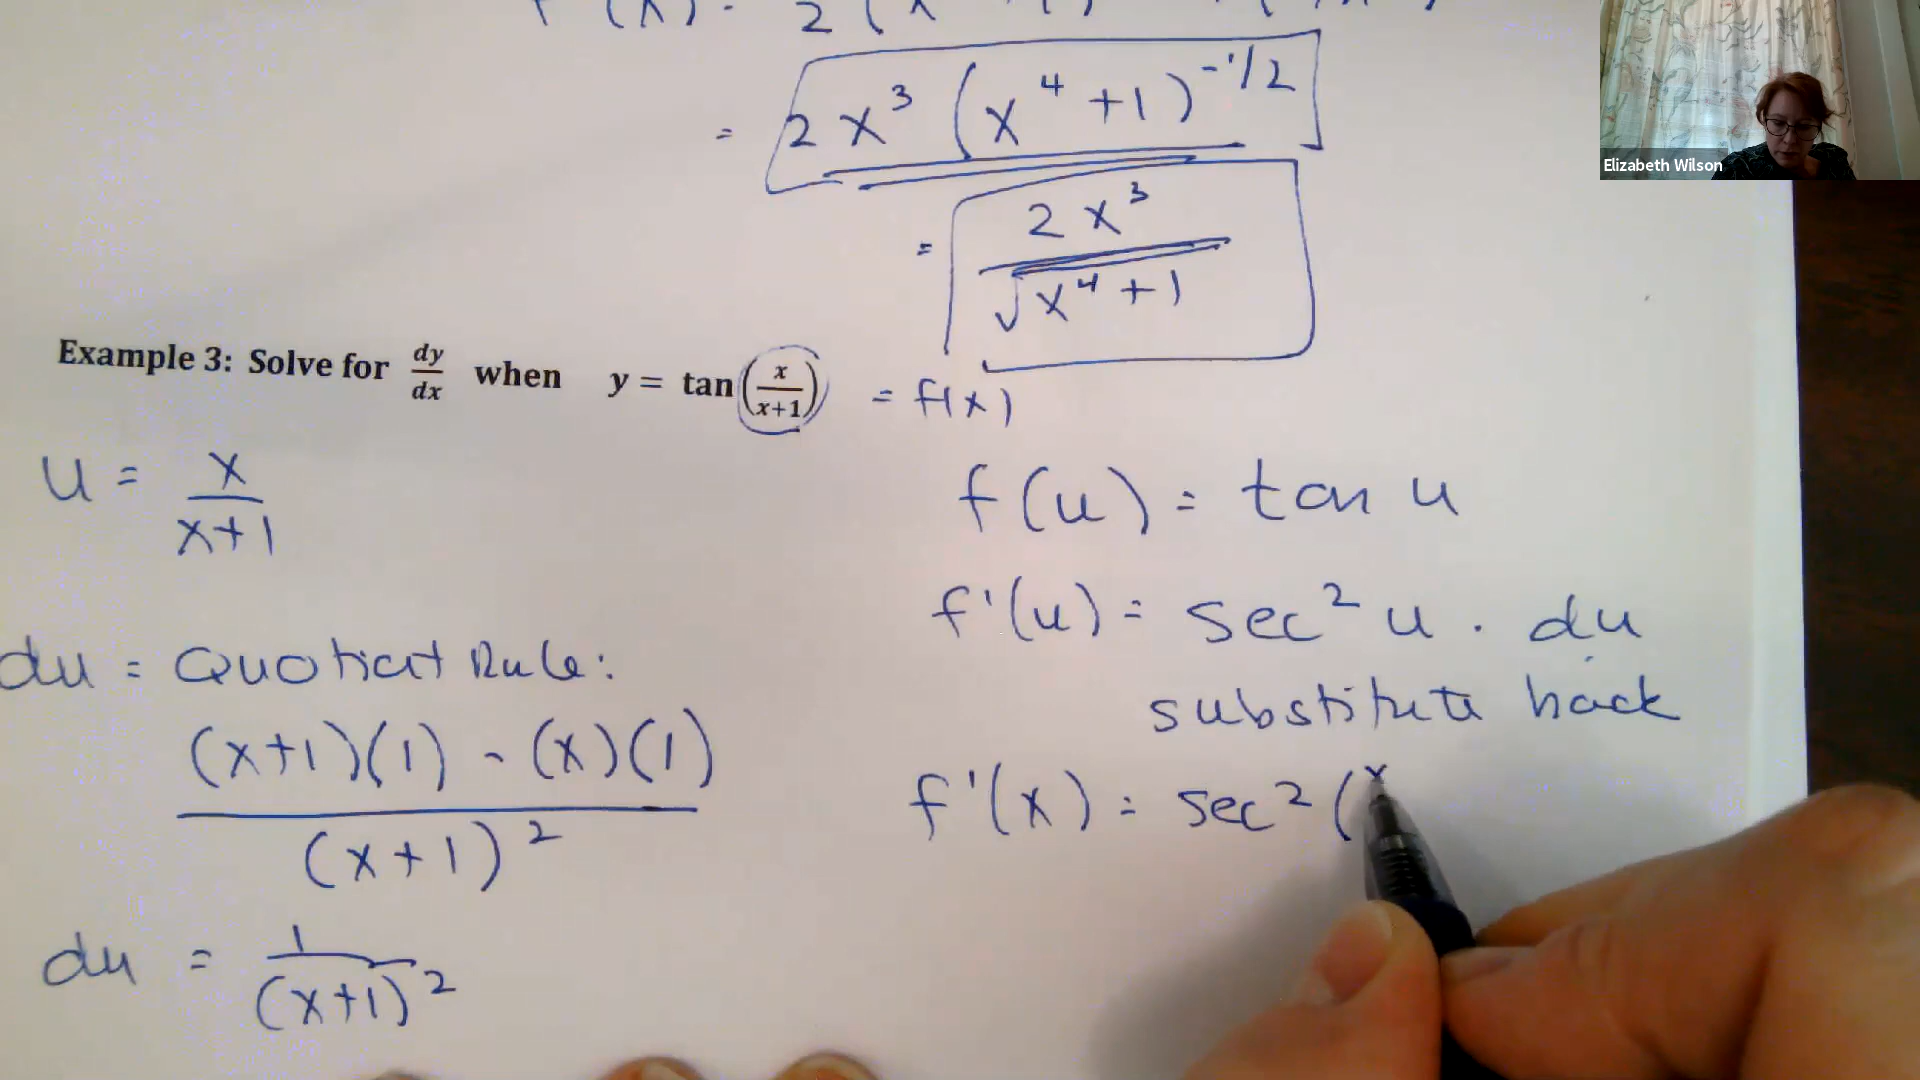 = 2x³(x⁴+1)^-1/2
Elizabeth Wilson
= 2x³ / √x⁴+1
Example 3: Solve for dy/dx when y = tan(x/x+1) = f(x)
u = x/x+1
f(u) = tan u
f'(u) = sec² u · du
du = Quotient Rule:
substitute back
(x+1)(1) - (x)(1) / (x+1)²
f'(x) = sec² (x
du = 1/(x+1)²